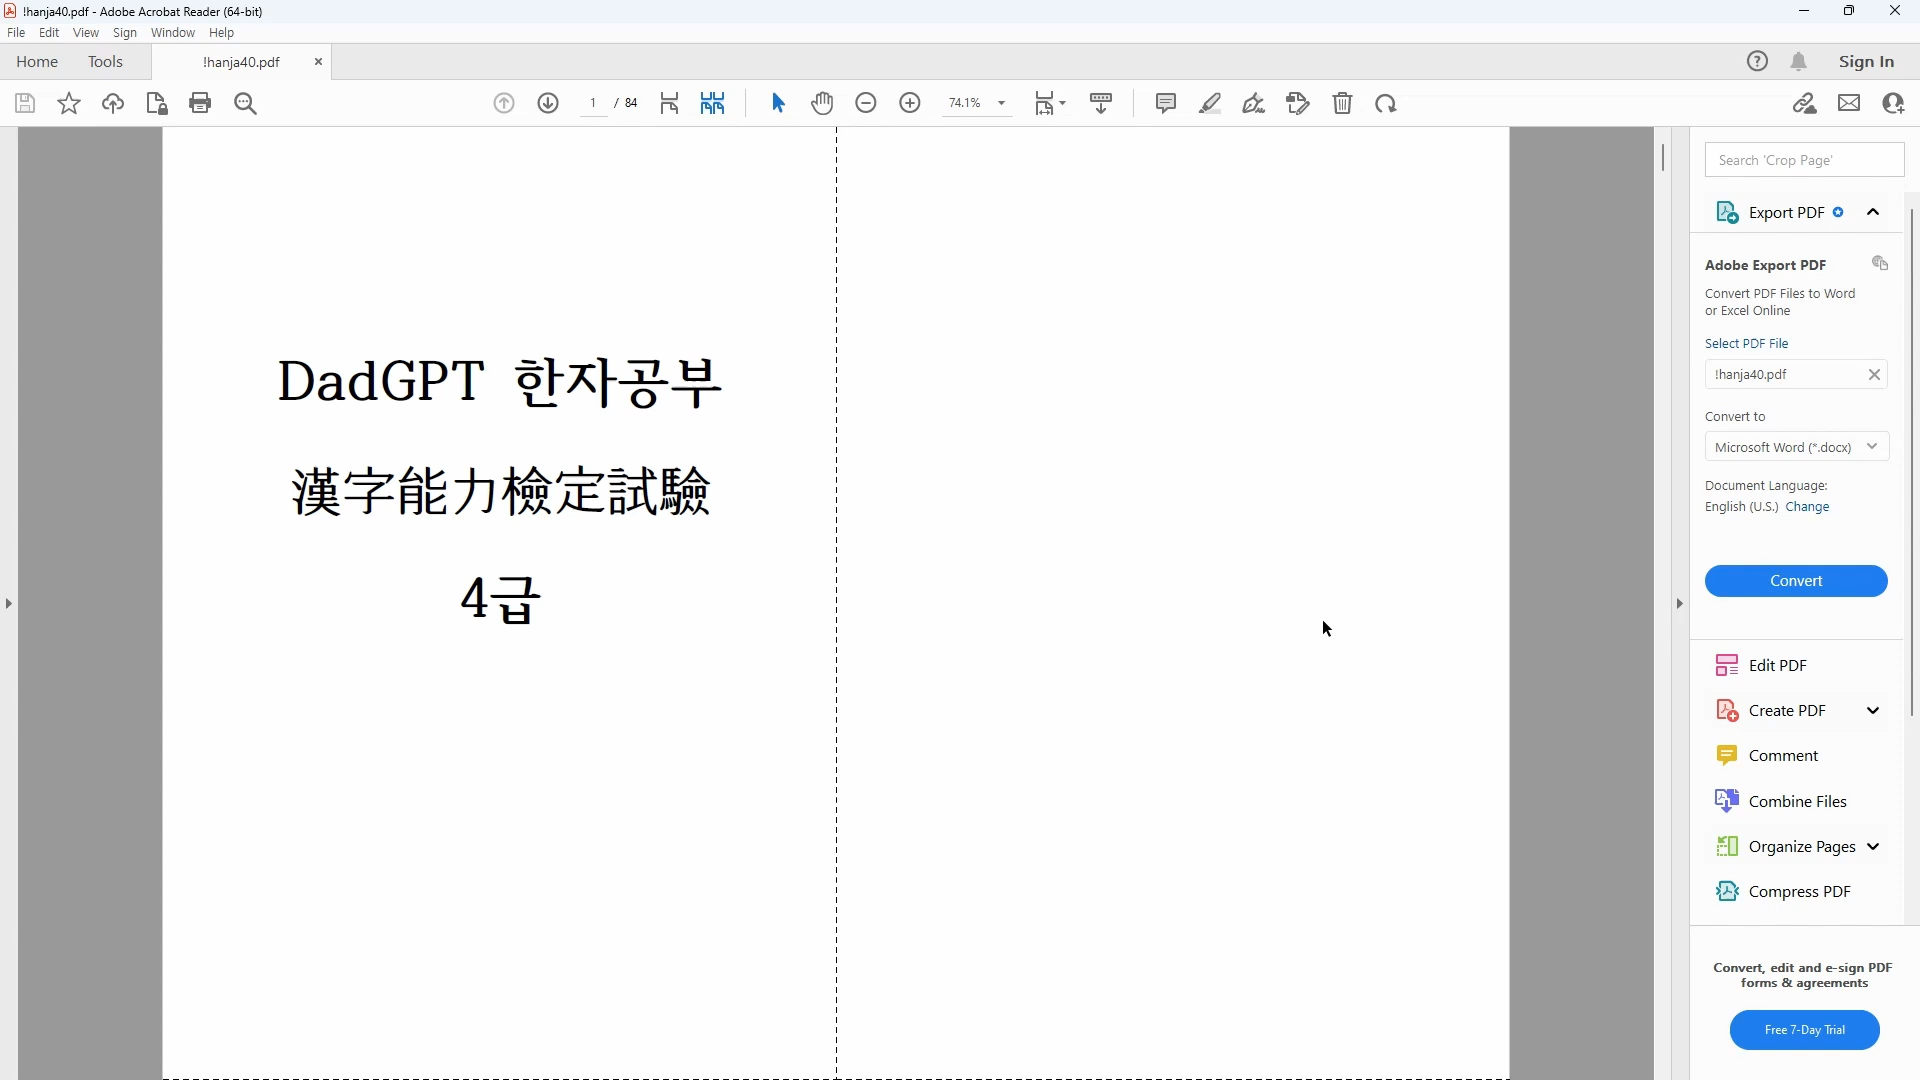 !hanja40.pdf - Adobe Acrobat Reader (64-bit)
File Edit View Sign Window Help
Home Tools !hanja40.pdf Sign In
1 / 84 74.1%
DadGPT 한자공부
漢字能力檢定試驗
4급
Search 'Crop Page'
Export PDF
Adobe Export PDF
Convert PDF Files to Word
or Excel Online
Select PDF File
!hanja40.pdf
Convert to
Microsoft Word (*.docx)
Document Language:
English (U.S.) Change
Convert
Edit PDF
Create PDF
Comment
Combine Files
Organize Pages
Compress PDF
Convert, edit and e-sign PDF
forms & agreements
Free 7-Day Trial